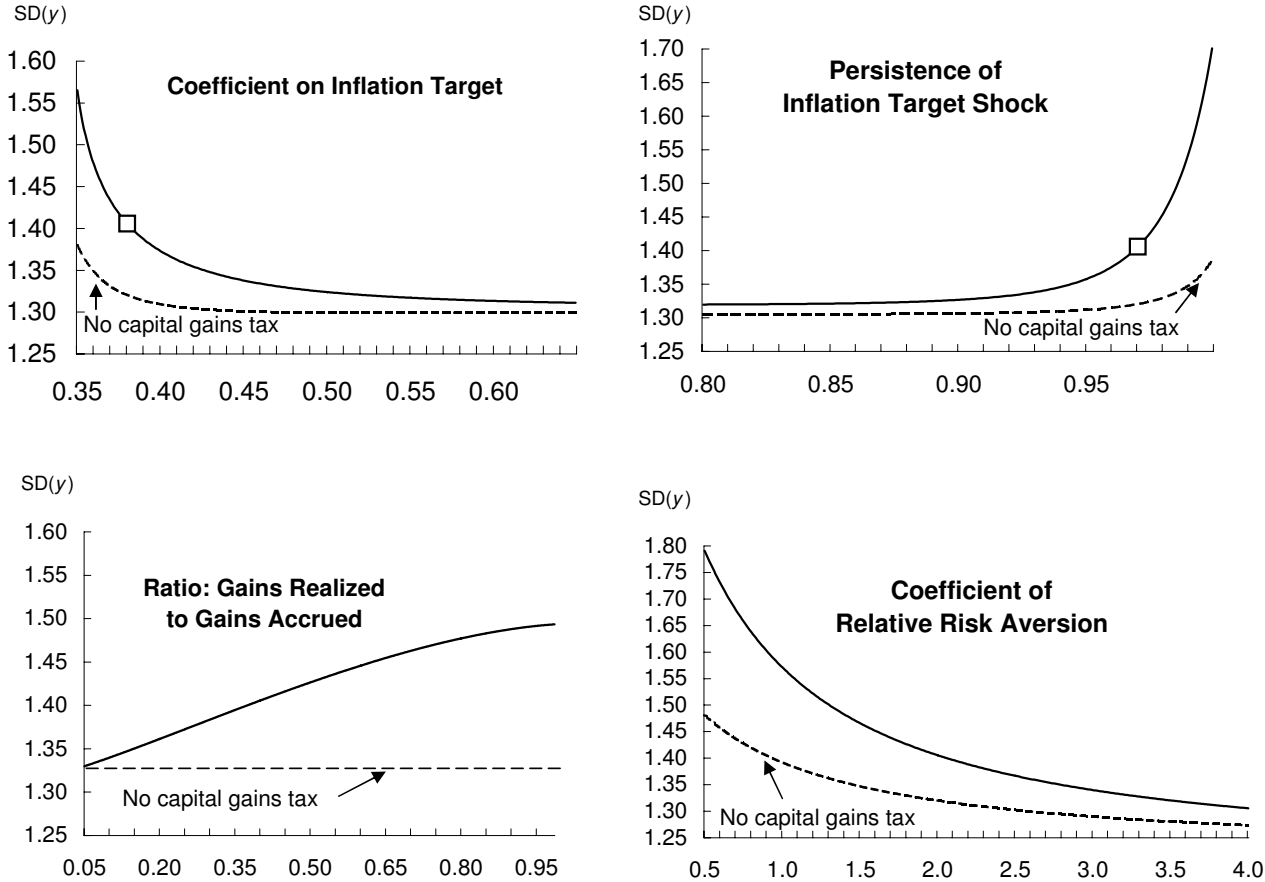 SD(y)
1.60
1.55
1.50
1.45
1.40
1.35
1.30
1.25
Coefficient on Inflation Target
No capital gains tax
0.35 0.40 0.45 0.50 0.55 0.60
SD(y)
1.70
1.65
1.60
1.55
1.50
1.45
1.40
1.35
1.30
1.25
Persistence of
Inflation Target Shock
No capital gains tax
0.80 0.85 0.90 0.95
SD(y)
1.60
1.55
1.50
1.45
1.40
1.35
1.30
1.25
Ratio: Gains Realized
to Gains Accrued
No capital gains tax
0.05 0.20 0.35 0.50 0.65 0.80 0.95
SD(y)
1.80
1.75
1.70
1.65
1.60
1.55
1.50
1.45
1.40
1.35
1.30
1.25
Coefficient of
Relative Risk Aversion
No capital gains tax
0.5 1.0 1.5 2.0 2.5 3.0 3.5 4.0